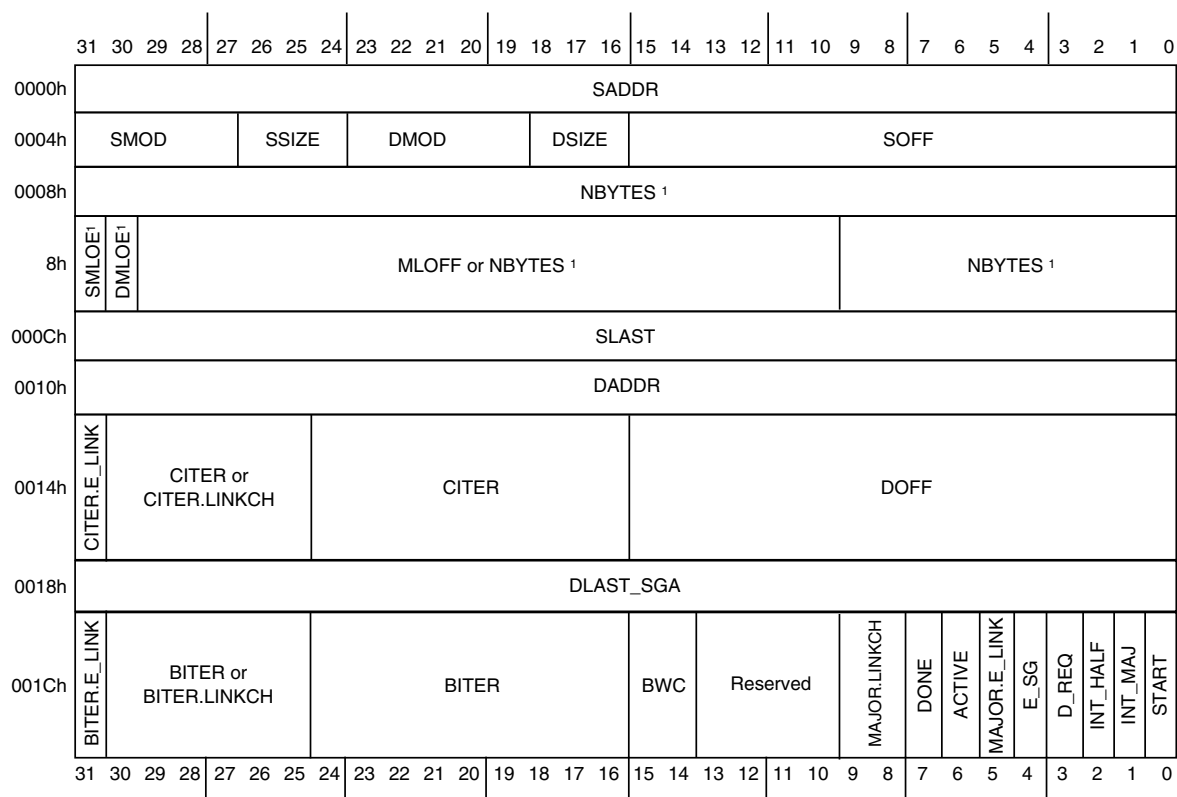 31 30 29 28 27 26 25 24 23 22 21 20 19 18 17 16 15 14 13 12 11 10 9 8 7 6 5 4 3 2 1 0
0000h SADDR
0004h SMOD SSIZE DMOD DSIZE SOFF
0008h NBYTES 1
8h SMLOE1 DMLOE1 MLOFF or NBYTES 1 NBYTES 1
000Ch SLAST
0010h DADDR
0014h CITER.E_LINK CITER or
CITER.LINKCH CITER DOFF
0018h DLAST_SGA
001Ch BITER.E_LINK BITER or
BITER.LINKCH BITER BWC Reserved MAJOR.LINKCH DONE ACTIVE MAJOR.E_LINK E_SG D_REQ INT_HALF INT_MAJ START
31 30 29 28 27 26 25 24 23 22 21 20 19 18 17 16 15 14 13 12 11 10 9 8 7 6 5 4 3 2 1 0